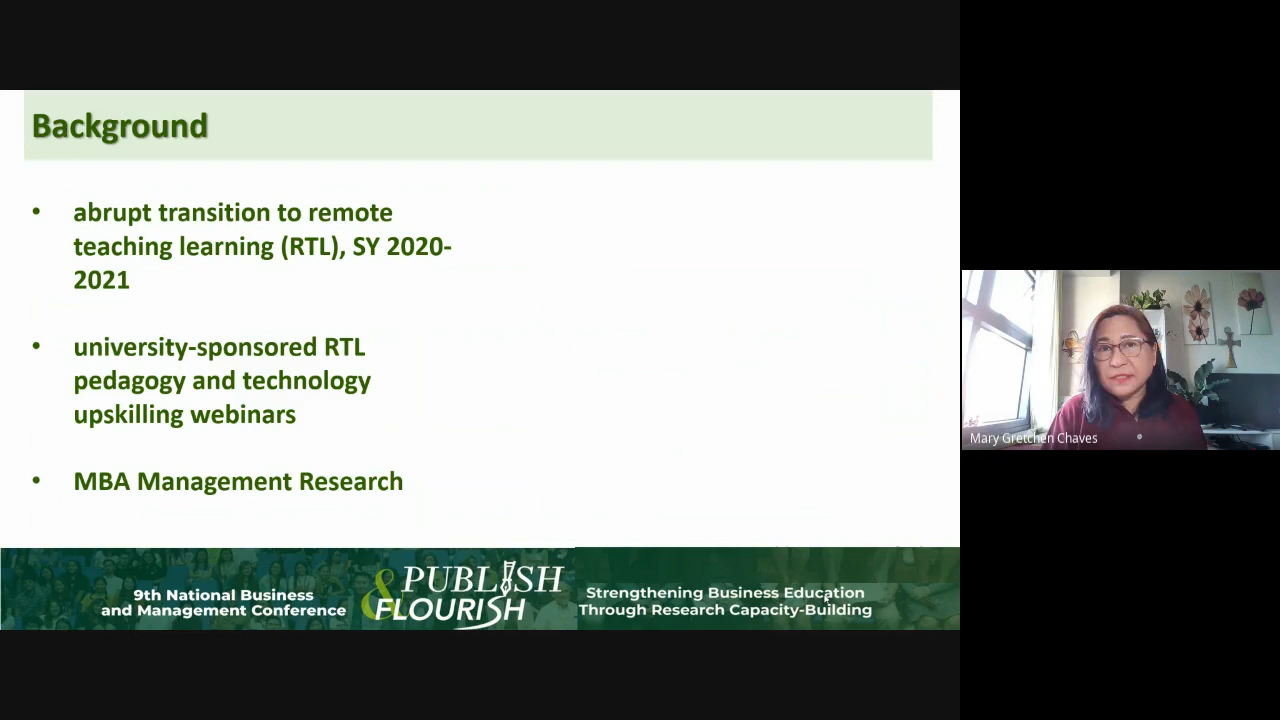 Background
• abrupt transition to remote
teaching learning (RTL), SY 2020-
2021
• university-sponsored RTL
pedagogy and technology
upskilling webinars
• MBA Management Research
9th National Business
and Management Conference
PUBLISH
& FLOURISH
Strengthening Business Education
Through Research Capacity-Building
Mary Gretchen Chaves